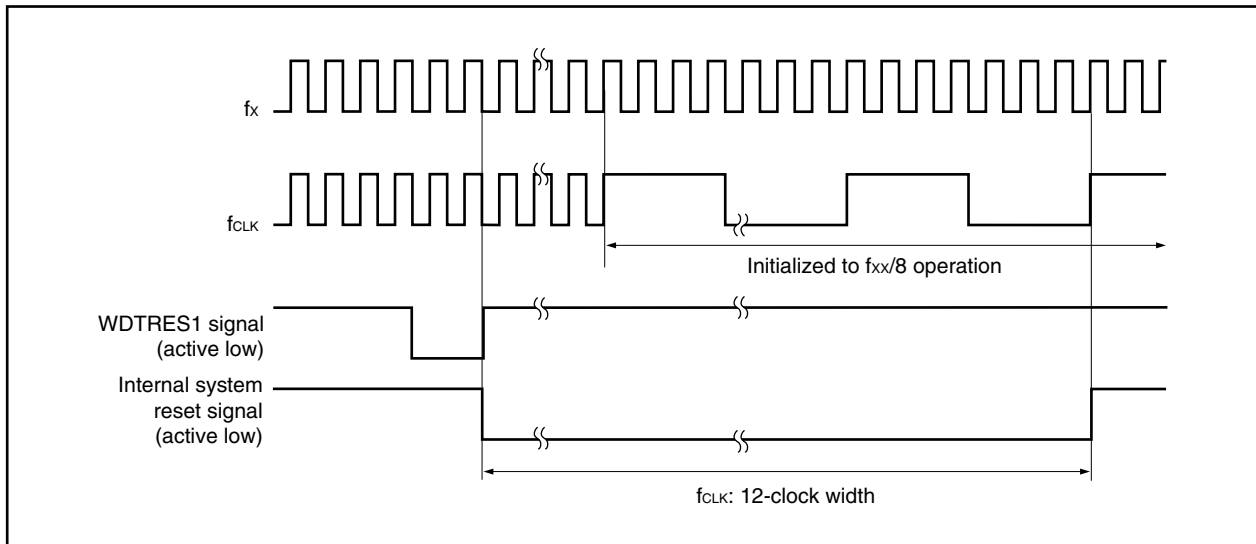 fX
fCLK
Initialized to fXX/8 operation
WDTRES1 signal
(active low)
Internal system
reset signal
(active low)
fCLK: 12-clock width